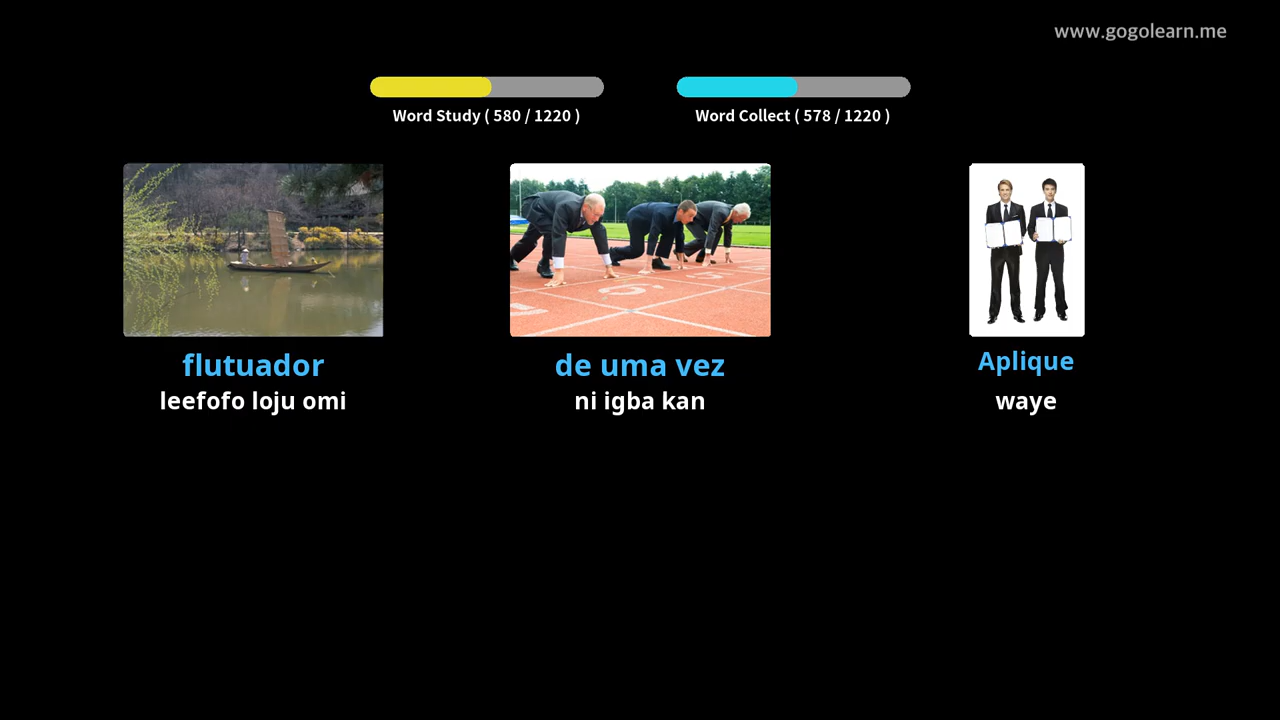 www.gogolearn.me
Word Study ( 580 / 1220 )
Word Collect ( 578 / 1220 )
flutuador
leefofo loju omi
de uma vez
ni igba kan
Aplique
waye